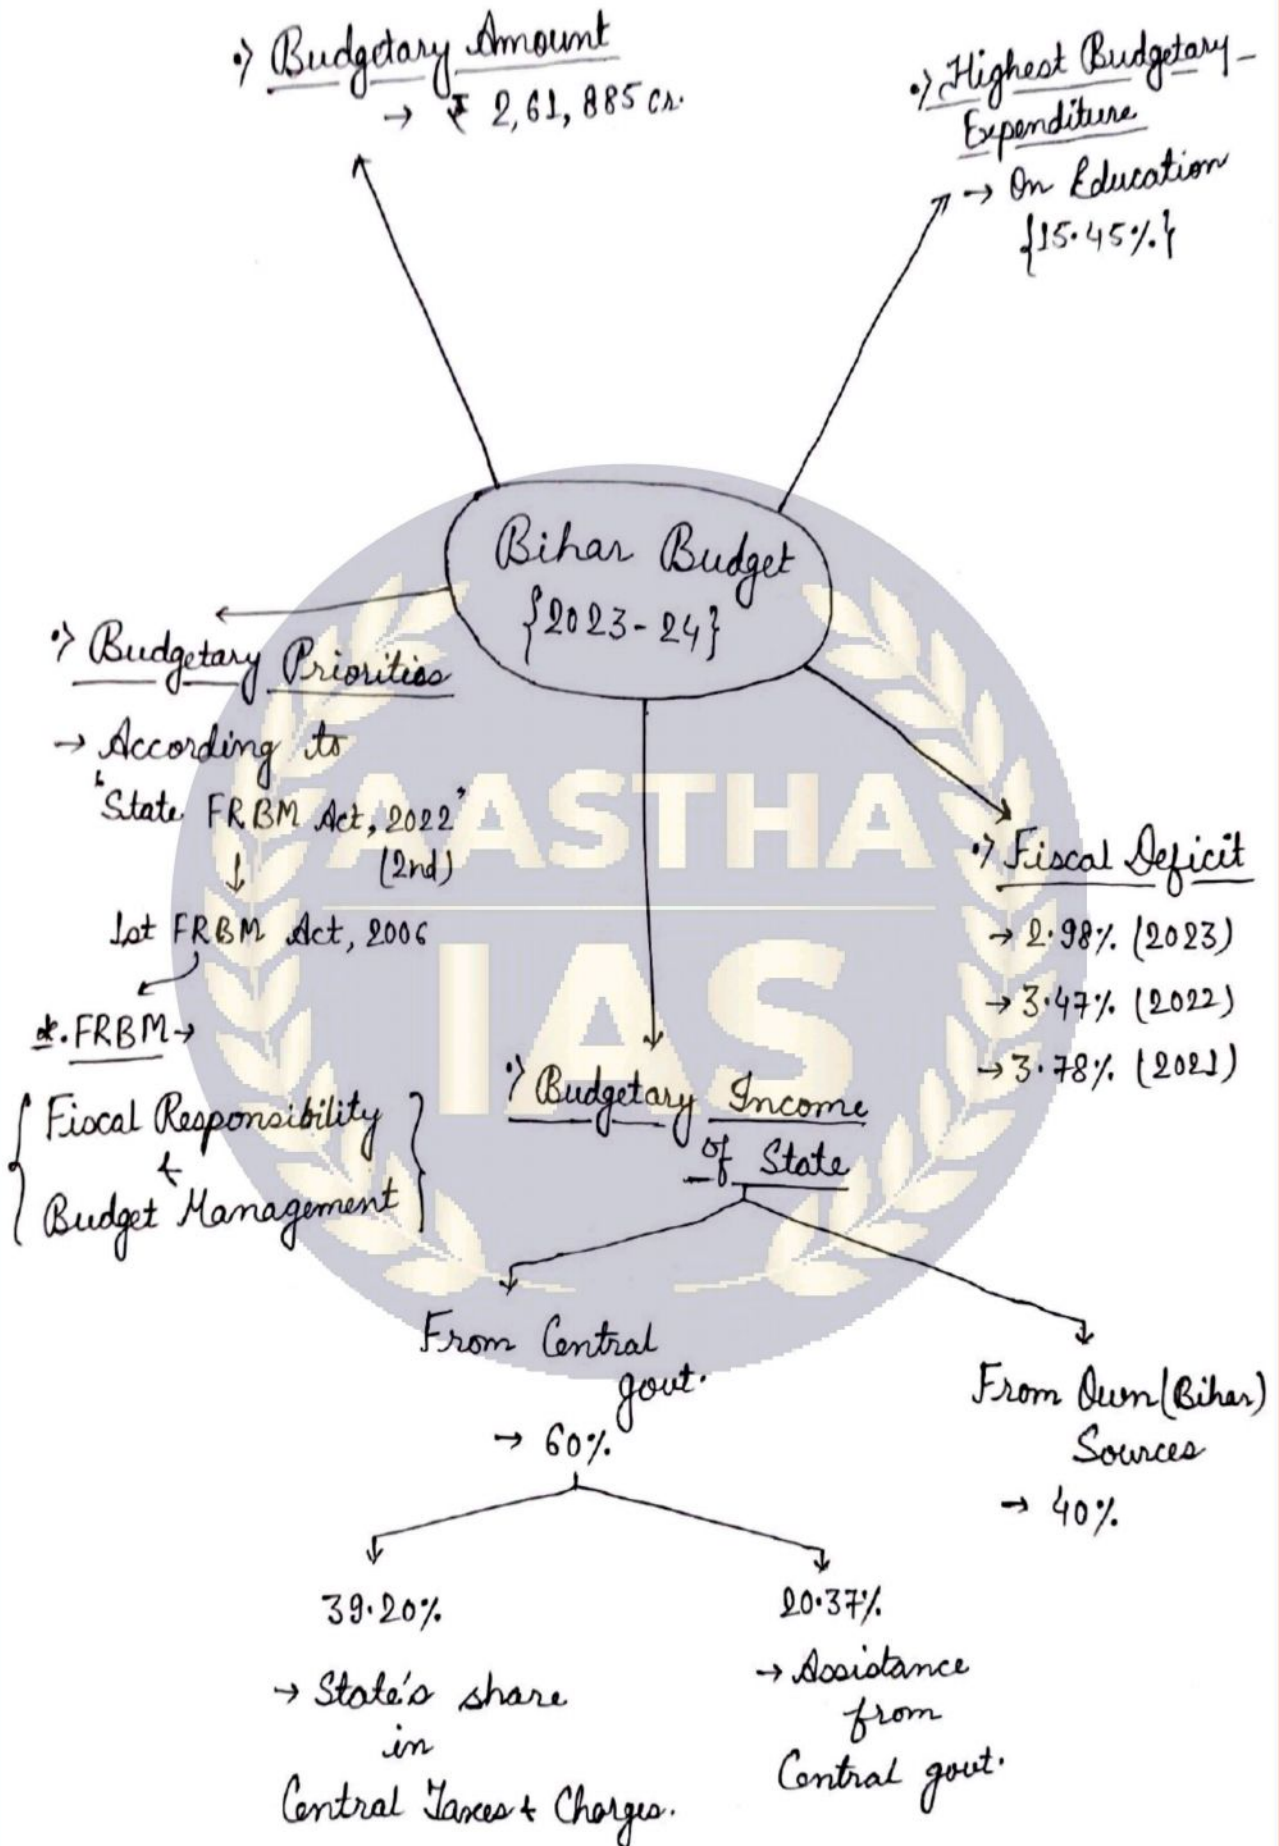 •> Budgetary Amount
→ ₹ 2,61,885 cr.
•> Highest Budgetary
Expenditure
→ On Education
{15.45%}
Bihar Budget
{2023-24}
•> Budgetary Priorities
→ According to
'State FRBM Act, 2022'
(2nd)
↓
1st FRBM Act, 2006
*. FRBM →
{Fiscal Responsibility
&
Budget Management}
•> Fiscal Deficit
→ 2.98% (2023)
→ 3.47% (2022)
→ 3.78% (2021)
•> Budgetary Income
of State
From Central
govt.
→ 60%
From Own (Bihar)
Sources
→ 40%
39.20%
→ State's share
in
Central Taxes & Charges.
20.37%
→ Assistance
from
Central govt.
AASTHA
IAS